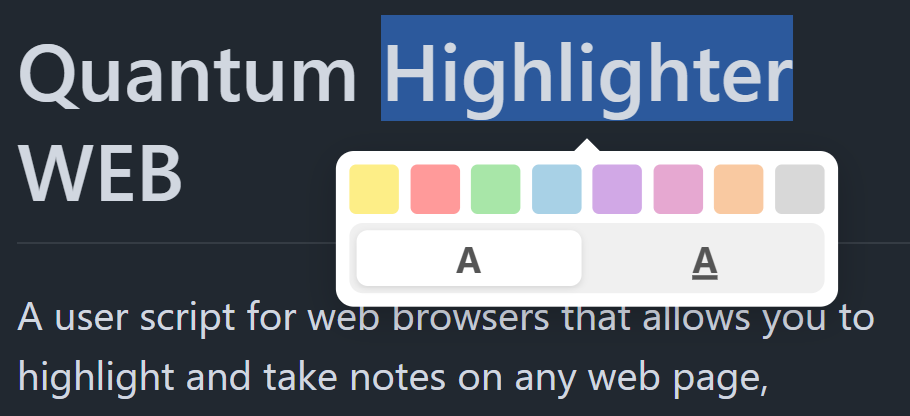 Quantum Highlighter
WEB
A
A
A user script for web browsers that allows you to
highlight and take notes on any web page,